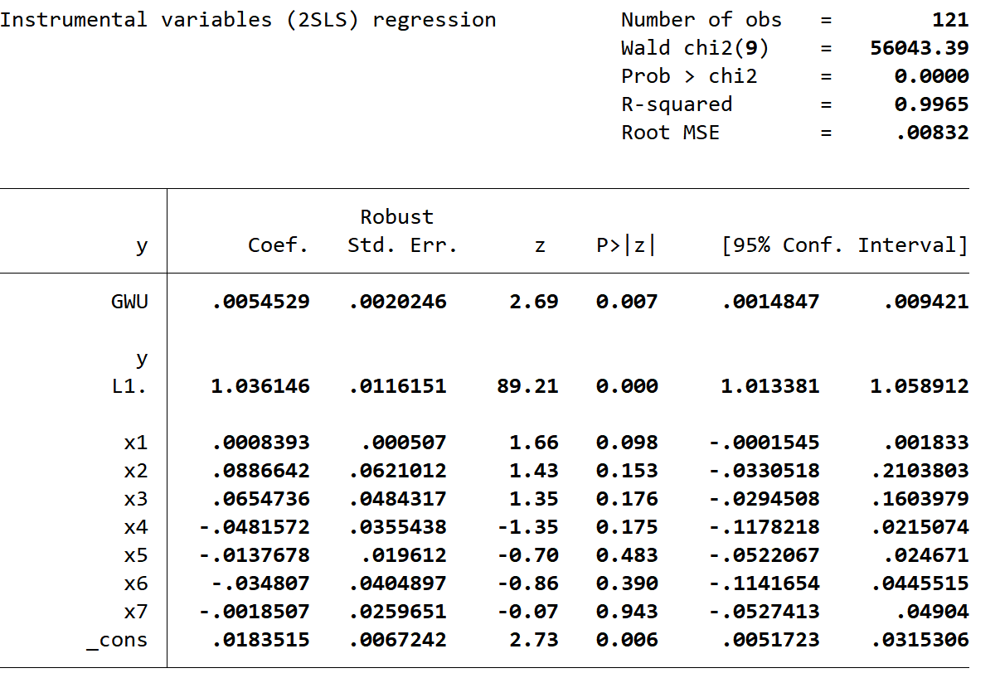 Instrumental variables (2SLS) regression Number of obs = 121
Wald chi2(9) = 56043.39
Prob > chi2 = 0.0000
R-squared = 0.9965
Root MSE = .00832
Robust
y Coef. Std. Err. z P>|z| [95% Conf. Interval]
GWU .0054529 .0020246 2.69 0.007 .0014847 .009421
y
L1. 1.036146 .0116151 89.21 0.000 1.013381 1.058912
x1 .0008393 .000507 1.66 0.098 -.0001545 .001833
x2 .0886642 .0621012 1.43 0.153 -.0330518 .2103803
x3 .0654736 .0484317 1.35 0.176 -.0294508 .1603979
x4 -.0481572 .0355438 -1.35 0.175 -.1178218 .0215074
x5 -.0137678 .019612 -0.70 0.483 -.0522067 .024671
x6 -.034807 .0404897 -0.86 0.390 -.1141654 .0445515
x7 -.0018507 .0259651 -0.07 0.943 -.0527413 .04904
_cons .0183515 .0067242 2.73 0.006 .0051723 .0315306